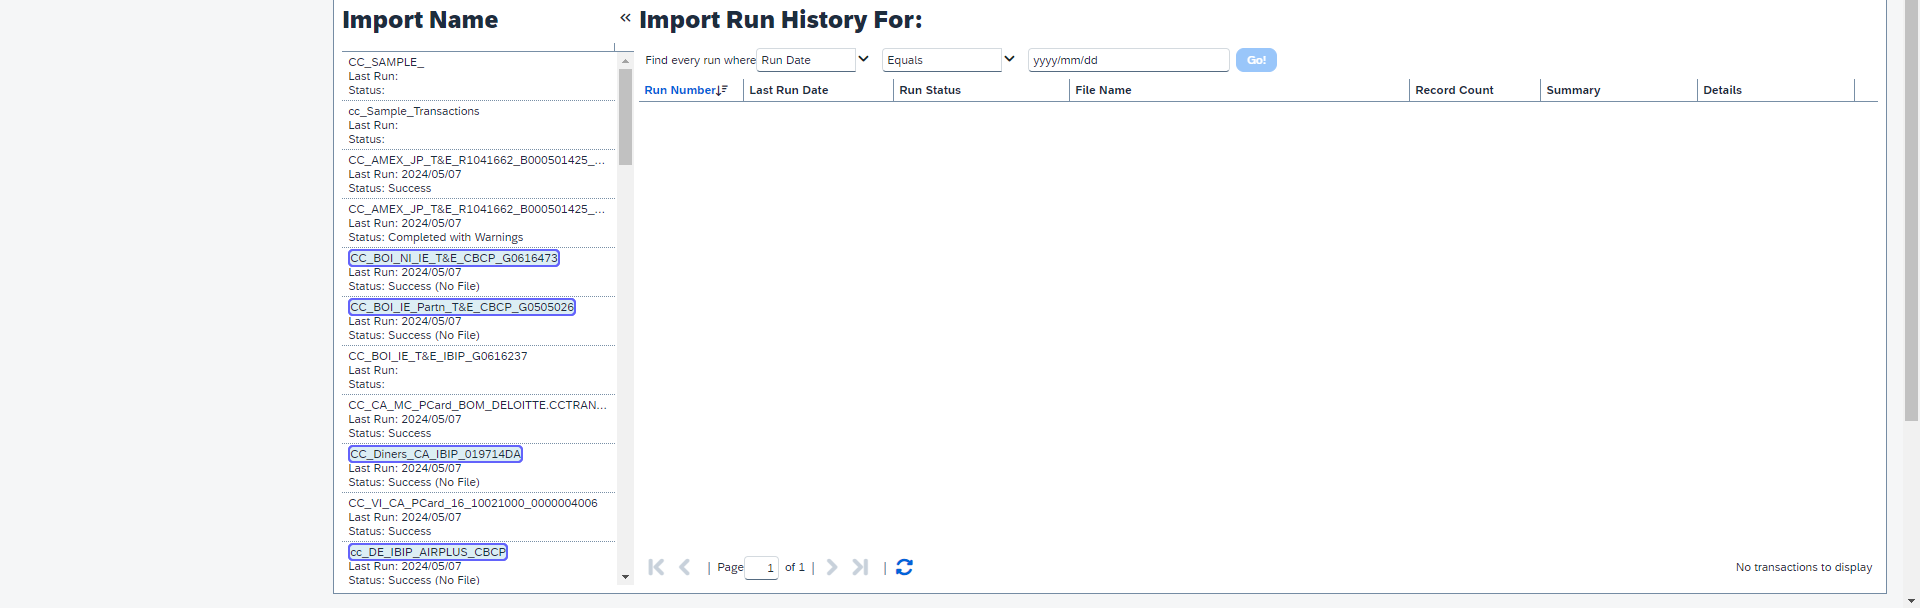 Import Name
«
CC_SAMPLE_
Last Run:
Status:
cc_Sample_Transactions
Last Run:
Status:
CC_AMEX_JP_T&E_R1041662_B000501425_...
Last Run: 2024/05/07
Status: Success
CC_AMEX_JP_T&E_R1041662_B000501425_...
Last Run: 2024/05/07
Status: Completed with Warnings
CC_BOI_NI_IE_T&E_CBCP_G0616473
Last Run: 2024/05/07
Status: Success (No File)
CC_BOI_IE_Partn_T&E_CBCP_G0505026
Last Run: 2024/05/07
Status: Success (No File)
CC_BOI_IE_T&E_IBIP_G0616237
Last Run:
Status:
CC_CA_MC_PCard_BOM_DELOITTE.CCTRAN...
Last Run: 2024/05/07
Status: Success
CC_Diners_CA_IBIP_019714DA
Last Run: 2024/05/07
Status: Success (No File)
CC_VI_CA_PCard_16_10021000_0000004006
Last Run: 2024/05/07
Status: Success
cc_DE_IBIP_AIRPLUS_CBCP
Last Run: 2024/05/07
Status: Success (No File)
Import Run History For:
Find every run where Run Date Equals yyyy/mm/dd Go!
Run Number Last Run Date Run Status File Name Record Count Summary Details
| Page 1 of 1 | | No transactions to display